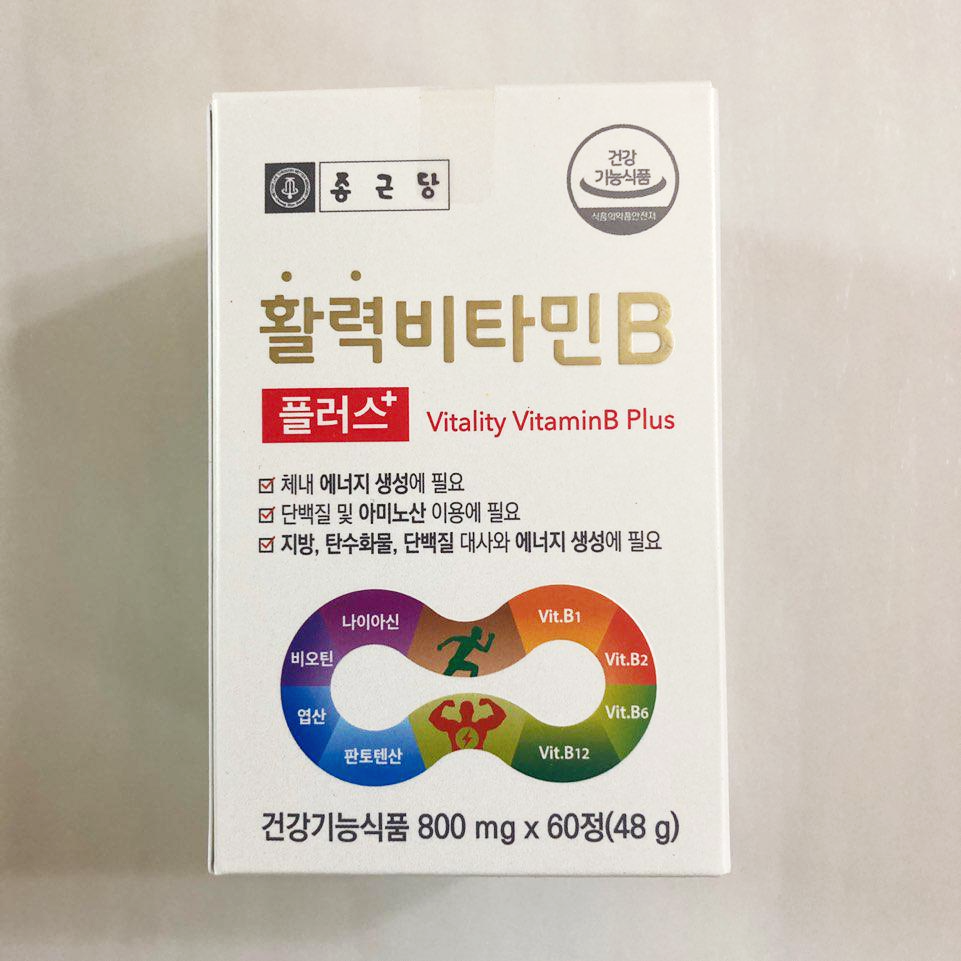 종근당
건강
기능식품
식품의약품안전처
활력비타민B
플러스+
Vitality VitaminB Plus
체내 에너지 생성에 필요
단백질 및 아미노산 이용에 필요
지방, 탄수화물, 단백질 대사와 에너지 생성에 필요
나이아신
Vit.B1
비오틴
Vit.B2
엽산
Vit.B6
판토텐산
Vit.B12
건강기능식품 800 mg x 60정(48 g)